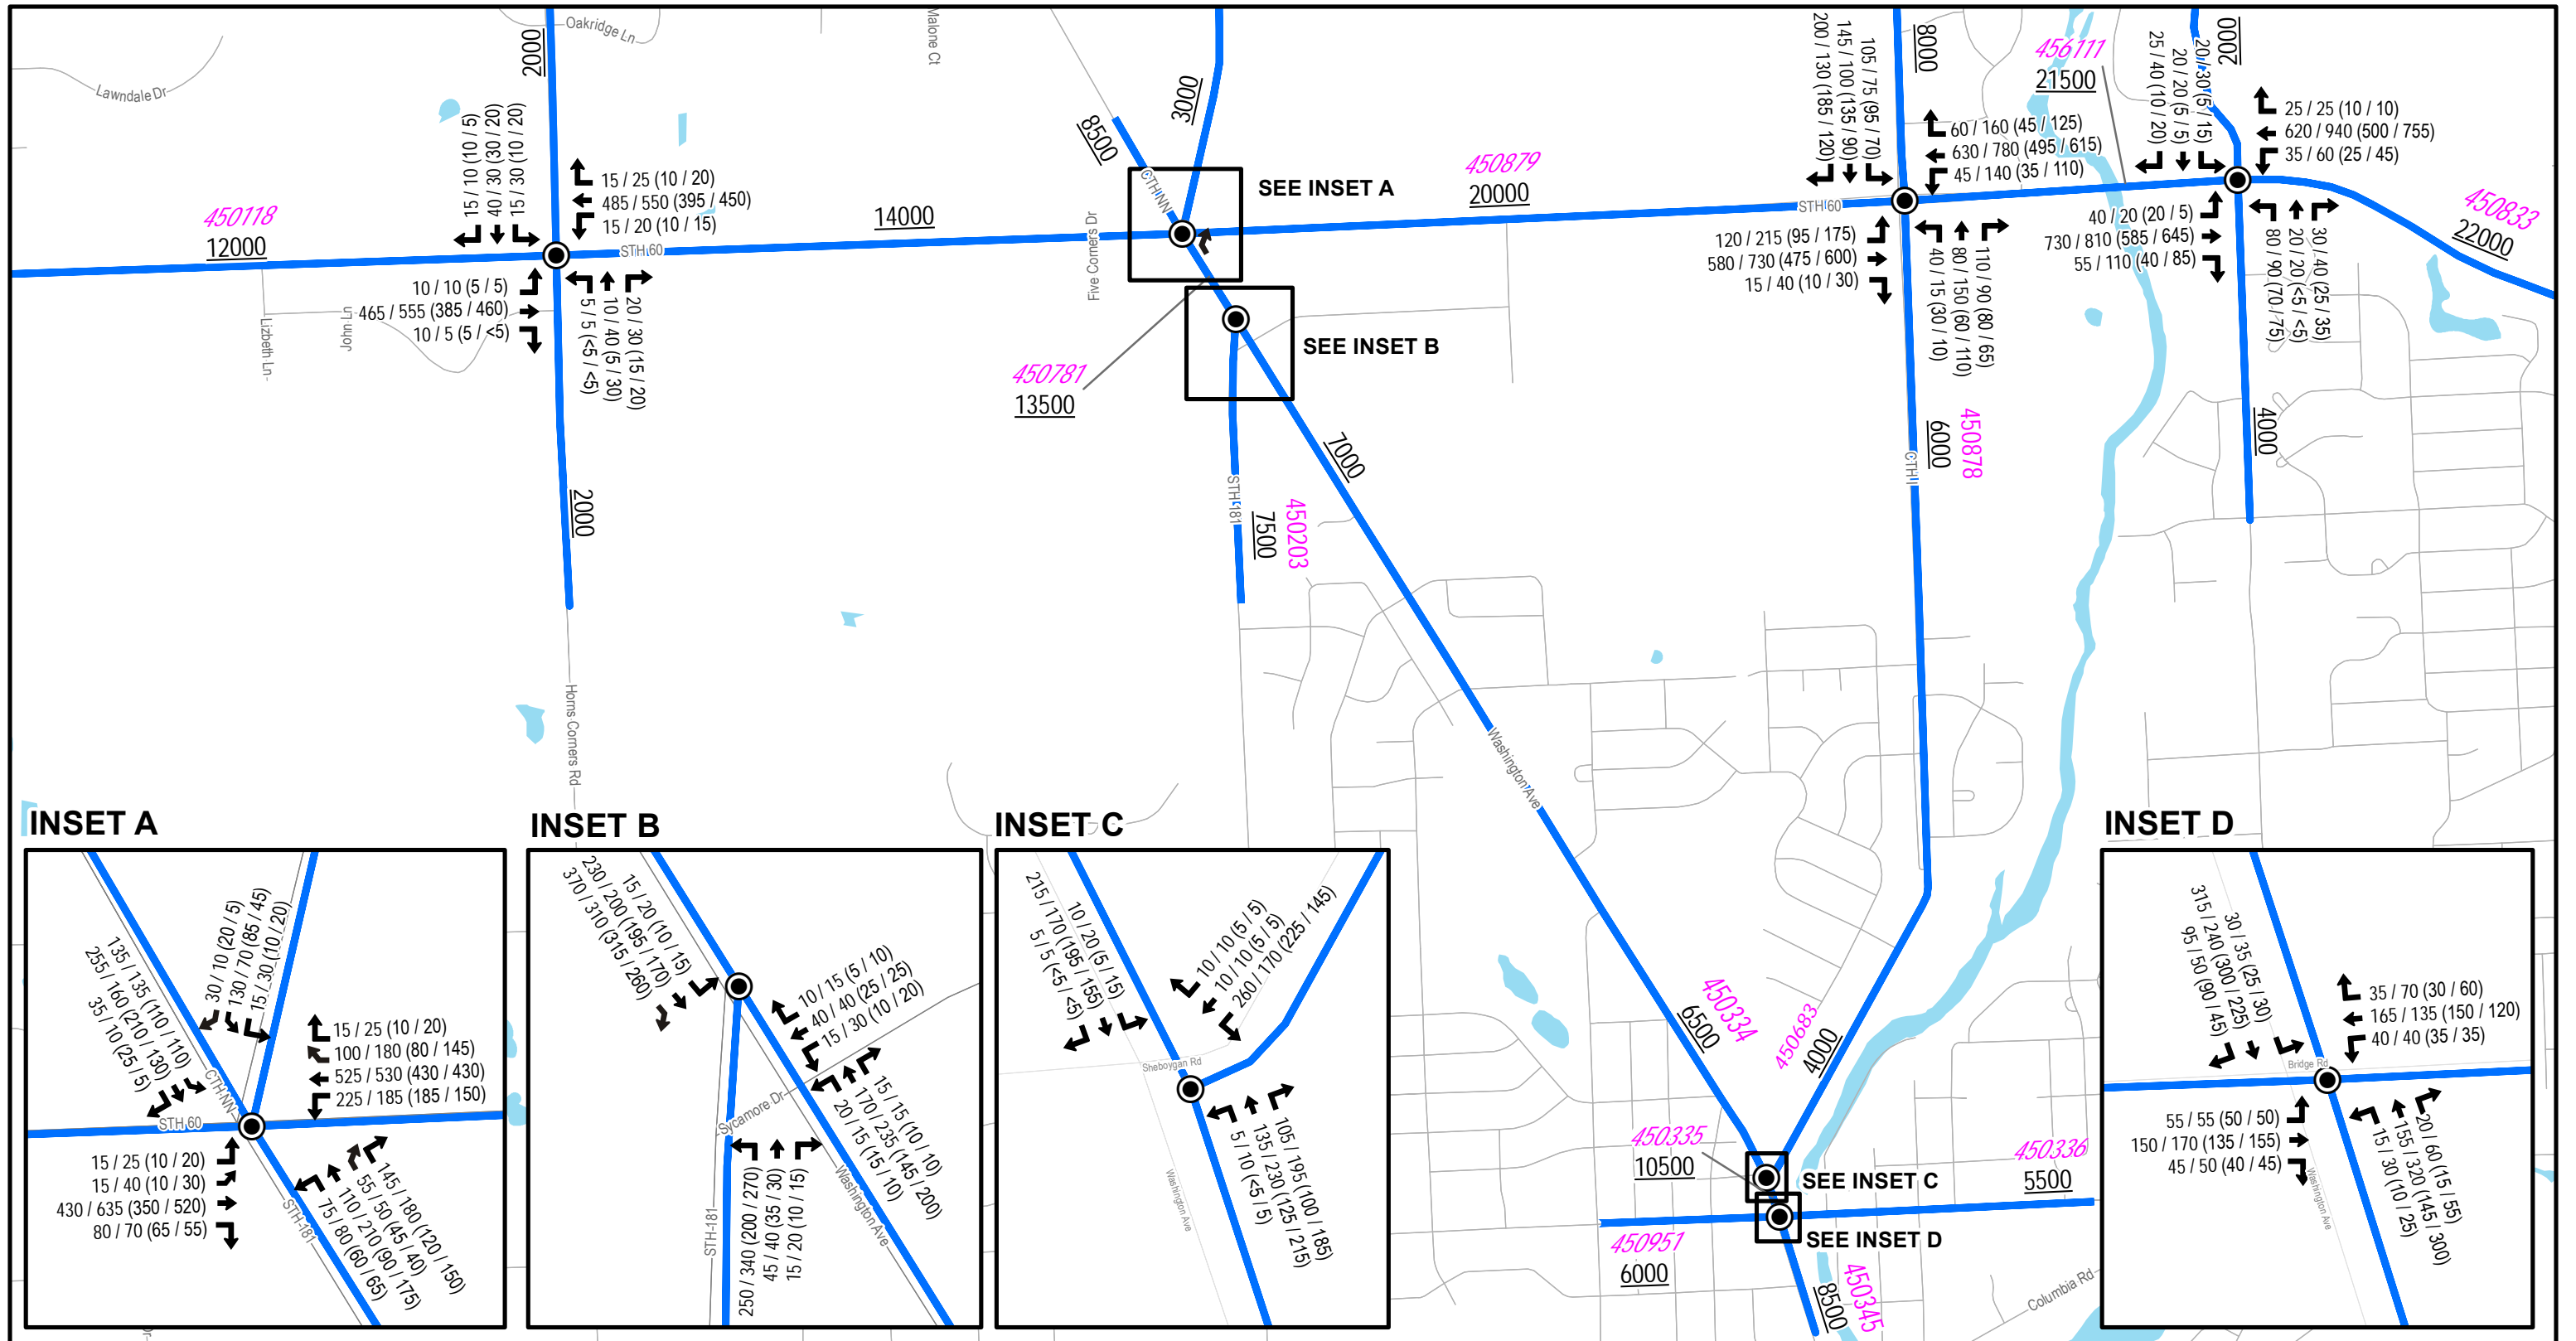 Oakridge Ln
Malone Ct
Lawndale Dr
2000
3000
8500
CTH NN
8000
2000
456111
21500
200 / 130 (185 / 120)
145 / 100 (135 / 90)
105 / 75 (95 / 70)
60 / 160 (45 / 125)
630 / 780 (495 / 615)
45 / 140 (35 / 110)
25 / 40 (10 / 20)
20 / 20 (5 / 5)
20 / 30 (5 / 15)
25 / 25 (10 / 10)
620 / 940 (500 / 755)
35 / 60 (25 / 45)
450118
12000
15 / 10 (10 / 5)
40 / 30 (30 / 20)
15 / 30 (10 / 20)
15 / 25 (10 / 20)
485 / 550 (395 / 450)
15 / 20 (10 / 15)
STH 60
14000
SEE INSET A
450879
20000
STH 60
450833
22000
10 / 10 (5 / 5)
465 / 555 (385 / 460)
10 / 5 (5 / <5)
5 / 5 (<5 / <5)
10 / 40 (5 / 30)
20 / 30 (15 / 20)
120 / 215 (95 / 175)
580 / 730 (475 / 600)
15 / 40 (10 / 30)
40 / 15 (30 / 10)
80 / 150 (60 / 110)
110 / 90 (80 / 65)
40 / 20 (20 / 5)
730 / 810 (585 / 645)
55 / 110 (40 / 85)
80 / 90 (70 / 75)
20 / 20 (<5 / <5)
30 / 40 (25 / 35)
Lizbeth Ln
John Ln
Five Corners Dr
SEE INSET B
450781
13500
7000
2000
STH-181
7500
450203
CTH I
6000
450878
4000
Horns Corners Rd
Washington Ave
6500
450334
450683
4000
450335
10500
SEE INSET C
450336
5500
SEE INSET D
450951
6000
8500
450345
Columbia Rd
Dr
INSET A
135 / 135 (110 / 110)
255 / 160 (210 / 130)
35 / 10 (25 / 5)
30 / 10 (20 / 5)
130 / 70 (85 / 45)
15 / 30 (10 / 20)
15 / 25 (10 / 20)
100 / 180 (80 / 145)
525 / 530 (430 / 430)
225 / 185 (185 / 150)
CTH NN
STH 60
15 / 25 (10 / 20)
15 / 40 (10 / 30)
430 / 635 (350 / 520)
80 / 70 (65 / 55)
STH-181
75 / 80 (60 / 65)
110 / 210 (90 / 175)
55 / 50 (45 / 40)
145 / 180 (120 / 150)
INSET B
15 / 20 (10 / 15)
230 / 200 (195 / 170)
370 / 310 (315 / 260)
10 / 15 (5 / 10)
40 / 40 (25 / 25)
15 / 30 (10 / 20)
Sycamore Dr
STH-181
250 / 340 (200 / 270)
45 / 40 (35 / 30)
15 / 20 (10 / 15)
20 / 15 (15 / 10)
170 / 235 (145 / 200)
15 / 15 (10 / 10)
Washington Ave
INSET C
10 / 20 (5 / 15)
215 / 170 (195 / 155)
5 / 5 (<5 / <5)
10 / 10 (5 / 5)
10 / 10 (5 / 5)
260 / 170 (225 / 145)
Sheboygan Rd
5 / 10 (<5 / 5)
135 / 230 (125 / 215)
105 / 195 (100 / 185)
Washington Ave
INSET D
30 / 35 (25 / 30)
315 / 240 (300 / 225)
95 / 50 (90 / 45)
35 / 70 (30 / 60)
165 / 135 (150 / 120)
40 / 40 (35 / 35)
Bridge Rd
55 / 55 (50 / 50)
150 / 170 (135 / 155)
45 / 50 (40 / 45)
15 / 30 (10 / 25)
155 / 320 (145 / 300)
20 / 60 (15 / 55)
Washington Ave